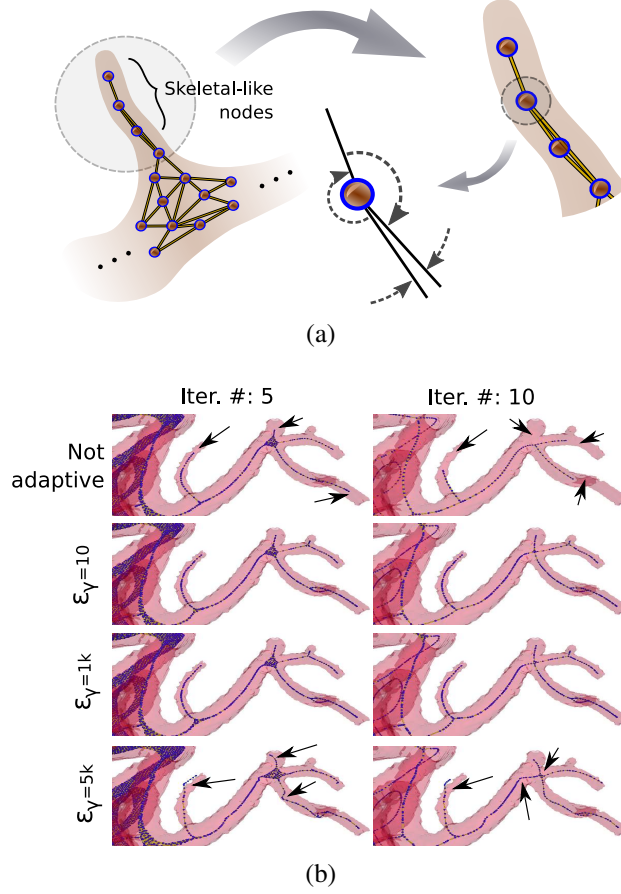 Skeletal-like
nodes
(a)
Iter. #: 5
Iter. #: 10
Not
adaptive
εγ=10
εγ=1k
εγ=5k
(b)